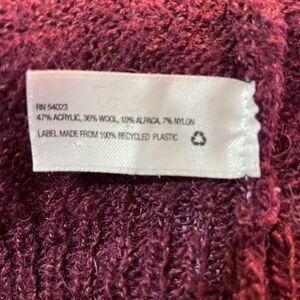 RN 54023
47% ACRYLIC, 36% WOOL, 10% ALPACA, 7% NYLON
LABEL MADE FROM 100% RECYCLED PLASTIC